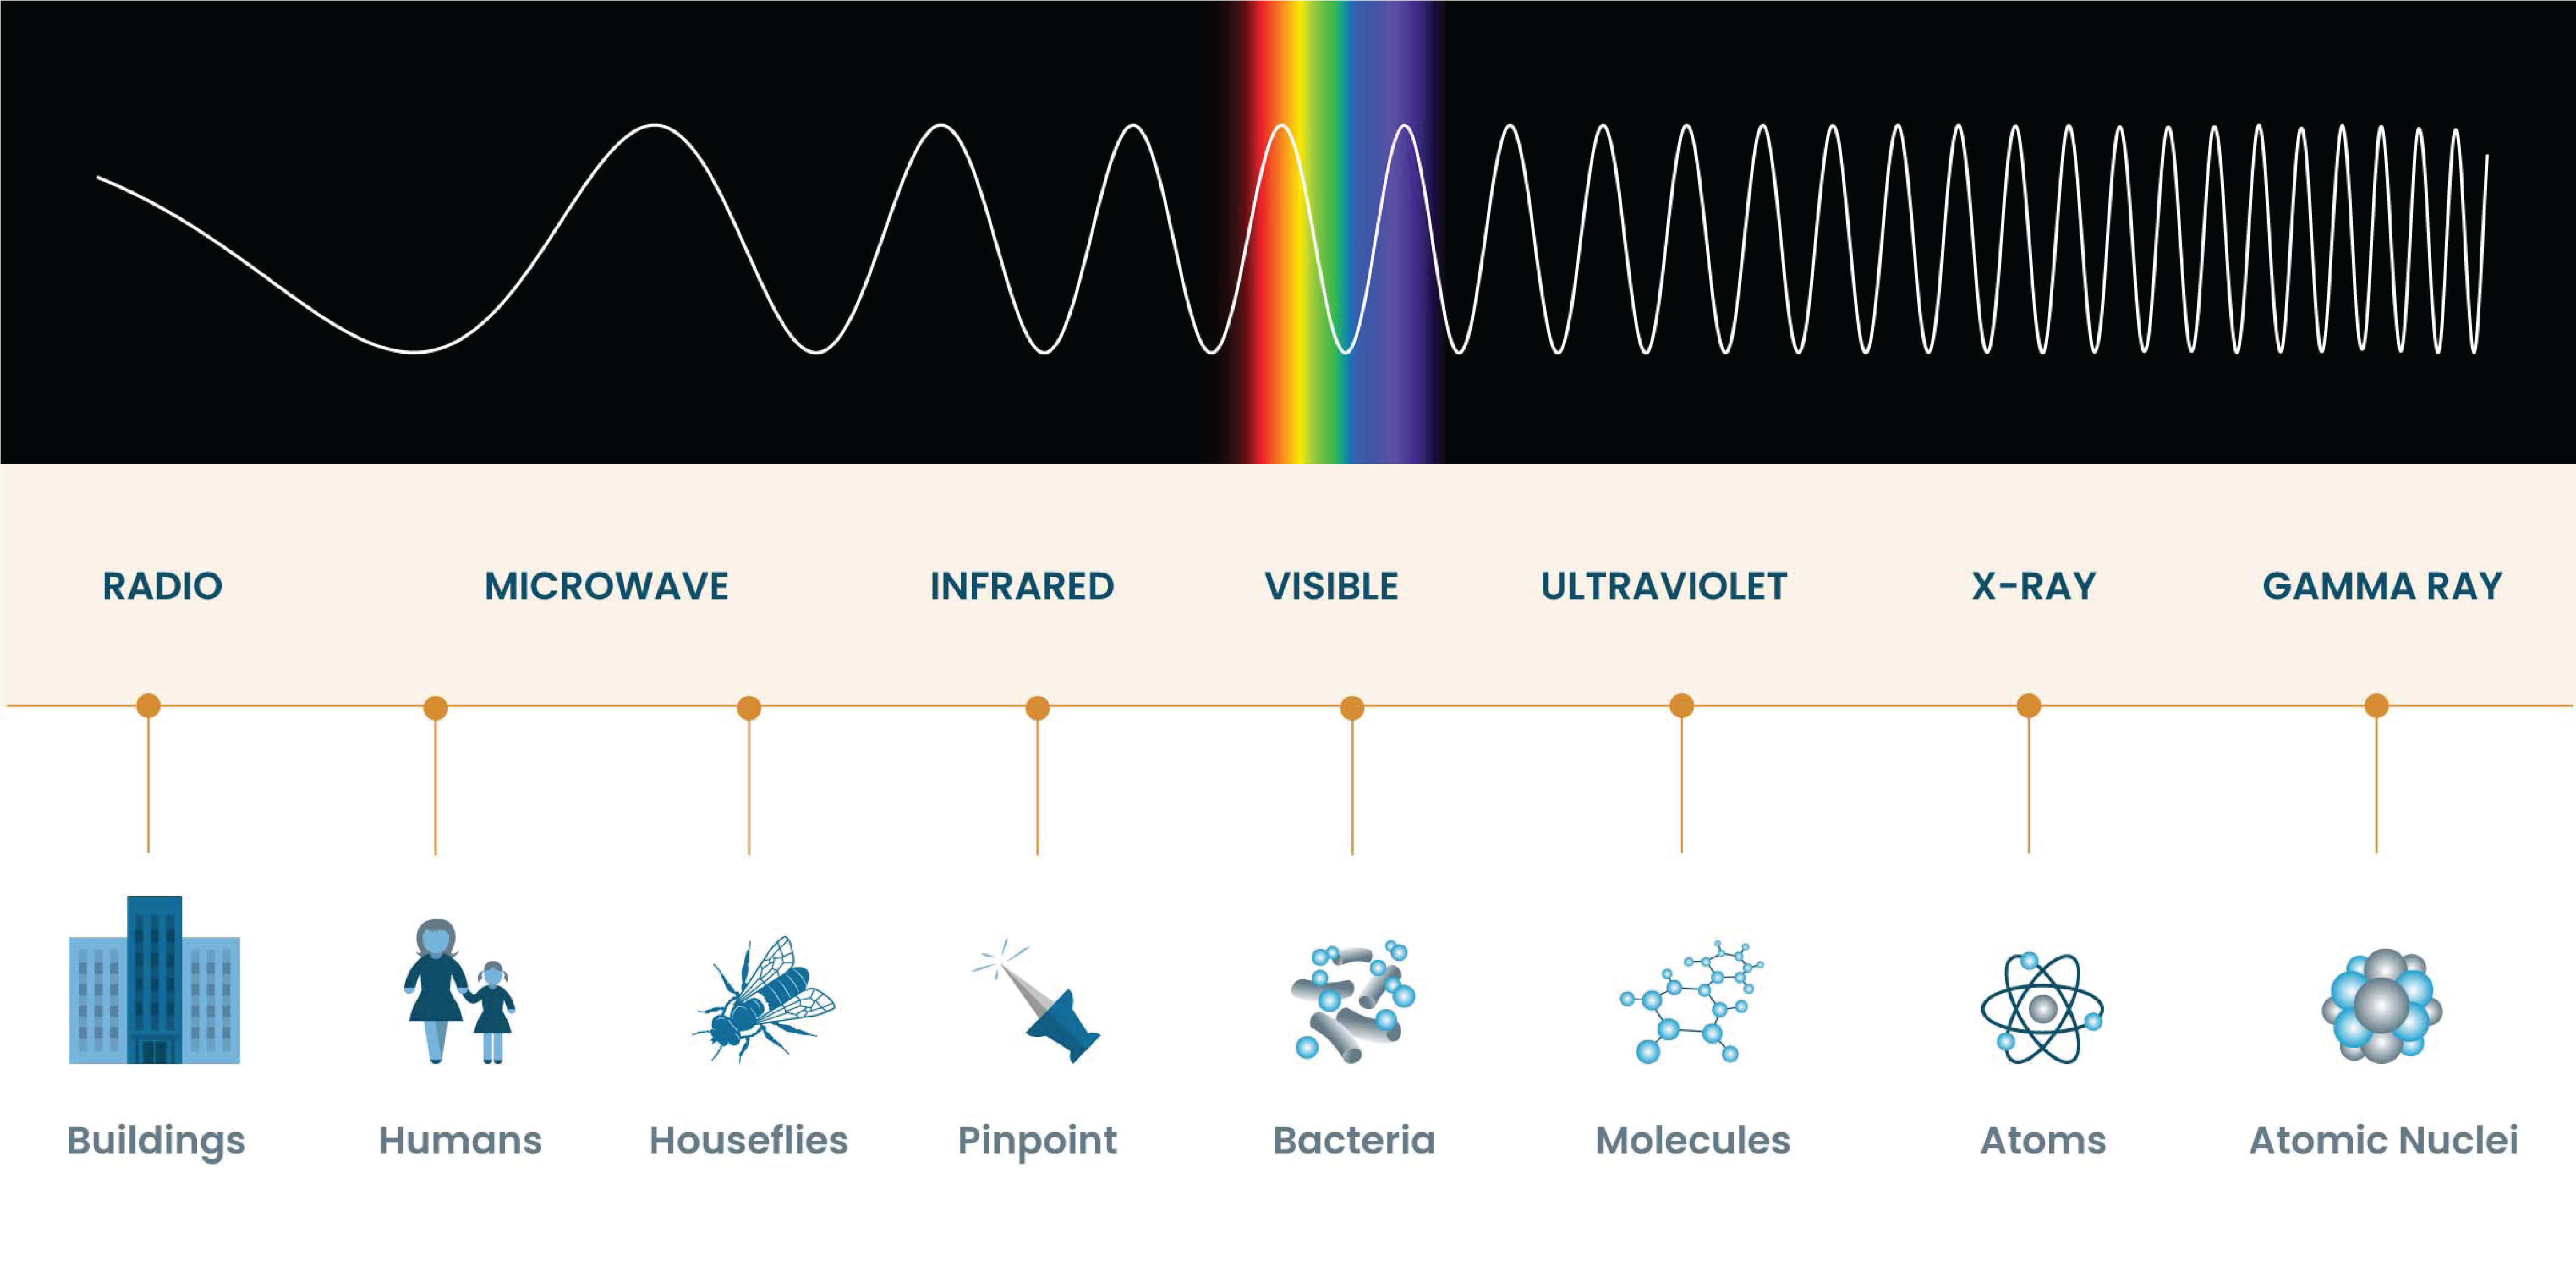 RADIO
MICROWAVE
INFRARED
VISIBLE
ULTRAVIOLET
X-RAY
GAMMA RAY
Buildings
Humans
Houseflies
Pinpoint
Bacteria
Molecules
Atoms
Atomic Nuclei